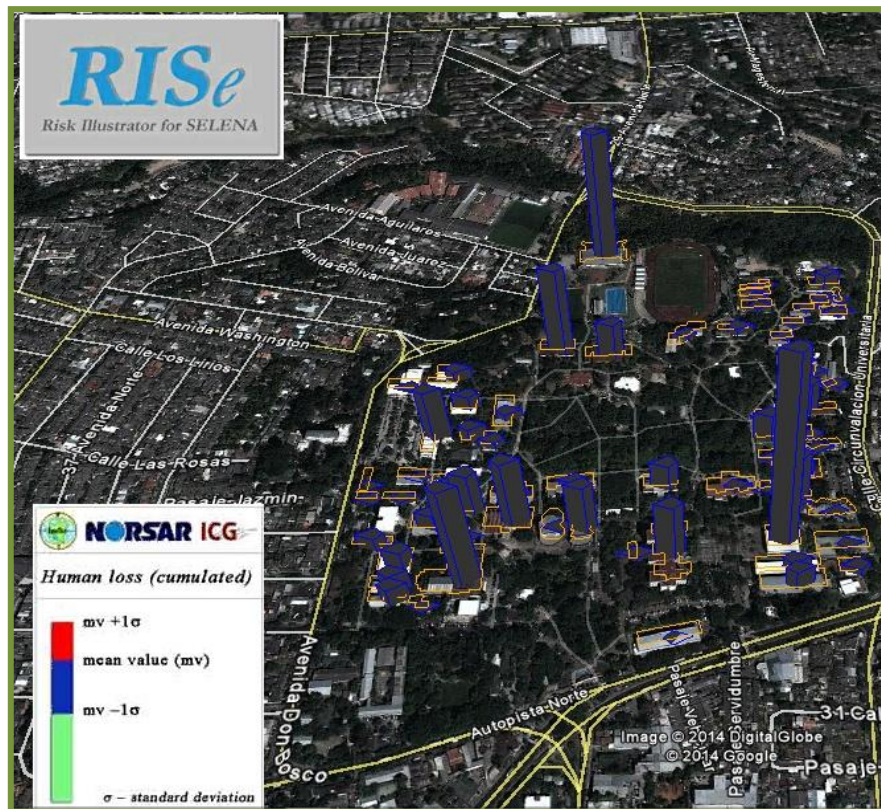 RISe
Risk Illustrator for SELENA
Avenida-Aguilares
Avenida-Juarez
Avenida-Bolivar
Avenida-Washington
Calle-Los-Lirios
37-Avenida-Norte
Calle-Las-Rosas
Pasaje-Jazmin
Calle-Circunvalacion-Universitaria
NORSAR ICG
Human loss (cumulated)
mv +1σ
mean value (mv)
mv −1σ
σ – standard deviation
Avenida-Don-Bosco
Autopista-Norte
31-Cal
Pasaje-
Image © 2014 DigitalGlobe
© 2014 Google